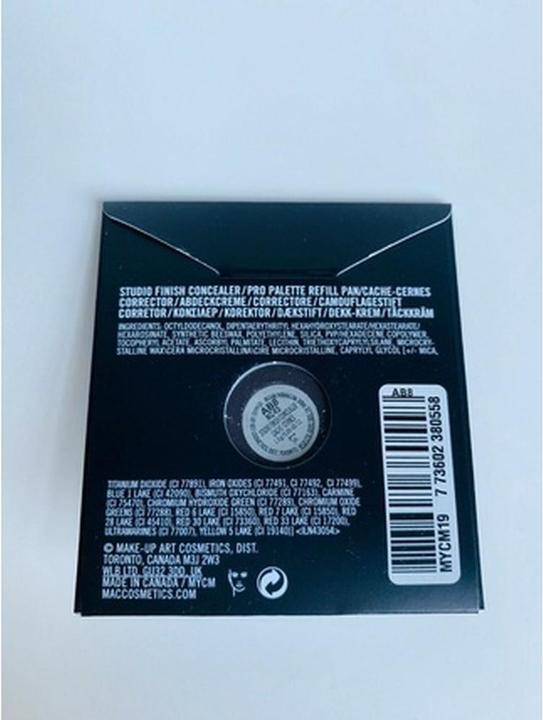 STUDIO FINISH CONCEALER/PRO PALETTE REFILL PAN/CACHE-CERNES
CORRECTOR/ABDECKCREME/CORRECTORE/CAMOUFLAGESTIFT
CORRETOR/ΚΟΝΣΙΛΕΡ/KOREKTOR/DÆKSTIFT/DEKK-KREM/TÄCKKRÄM
INGREDIENTS: OCTYLDODECANOL, DIPENTAERYTHRITYL HEXAHYDROXYSTEARATE/HEXASTEARATE/
HEXAROSINATE, SYNTHETIC BEESWAX, POLYETHYLENE, SILICA, PVP/HEXADECENE COPOLYMER,
TOCOPHERYL ACETATE, ASCORBYL PALMITATE, LECITHIN, TRIETHOXYCAPRYLYLSILANE, MICROCRY-
STALLINE WAX\CERA MICROCRISTALLINA\CIRE MICROCRISTALLINE, CAPRYLYL GLYCOL, [+/- MICA,
ABB
ABB
7 73602 380558
MYCM19
TITANIUM DIOXIDE (CI 77891), IRON OXIDES (CI 77491, CI 77492, CI 77499),
BLUE 1 LAKE (CI 42090), BISMUTH OXYCHLORIDE (CI 77163), CARMINE
(CI 75470), CHROMIUM HYDROXIDE GREEN (CI 77289), CHROMIUM OXIDE
GREENS (CI 77288), RED 6 LAKE (CI 15850), RED 7 LAKE (CI 15850), RED
28 LAKE (CI 45410), RED 30 LAKE (CI 73360), RED 33 LAKE (CI 17200),
ULTRAMARINES (CI 77007), YELLOW 5 LAKE (CI 19140)] <ILN43054>
© MAKE-UP ART COSMETICS, DIST.
TORONTO, CANADA M3J 2W3
WLB LTD, GU32 3DO, UK
MADE IN CANADA / MYCM
MACCOSMETICS.COM